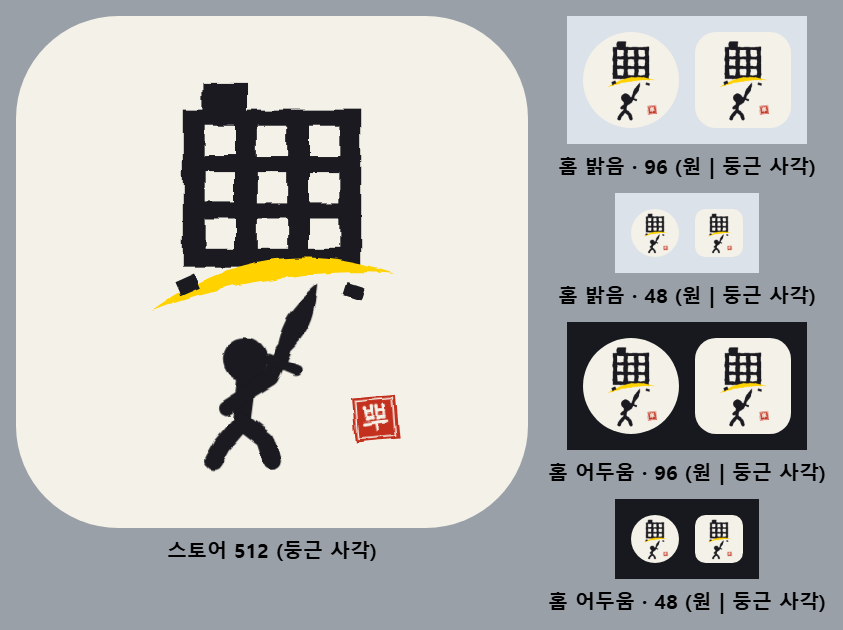 스토어 512 (둥근 사각)
홈 밝음 · 96 (원 | 둥근 사각)
홈 밝음 · 48 (원 | 둥근 사각)
홈 어두움 · 96 (원 | 둥근 사각)
홈 어두움 · 48 (원 | 둥근 사각)